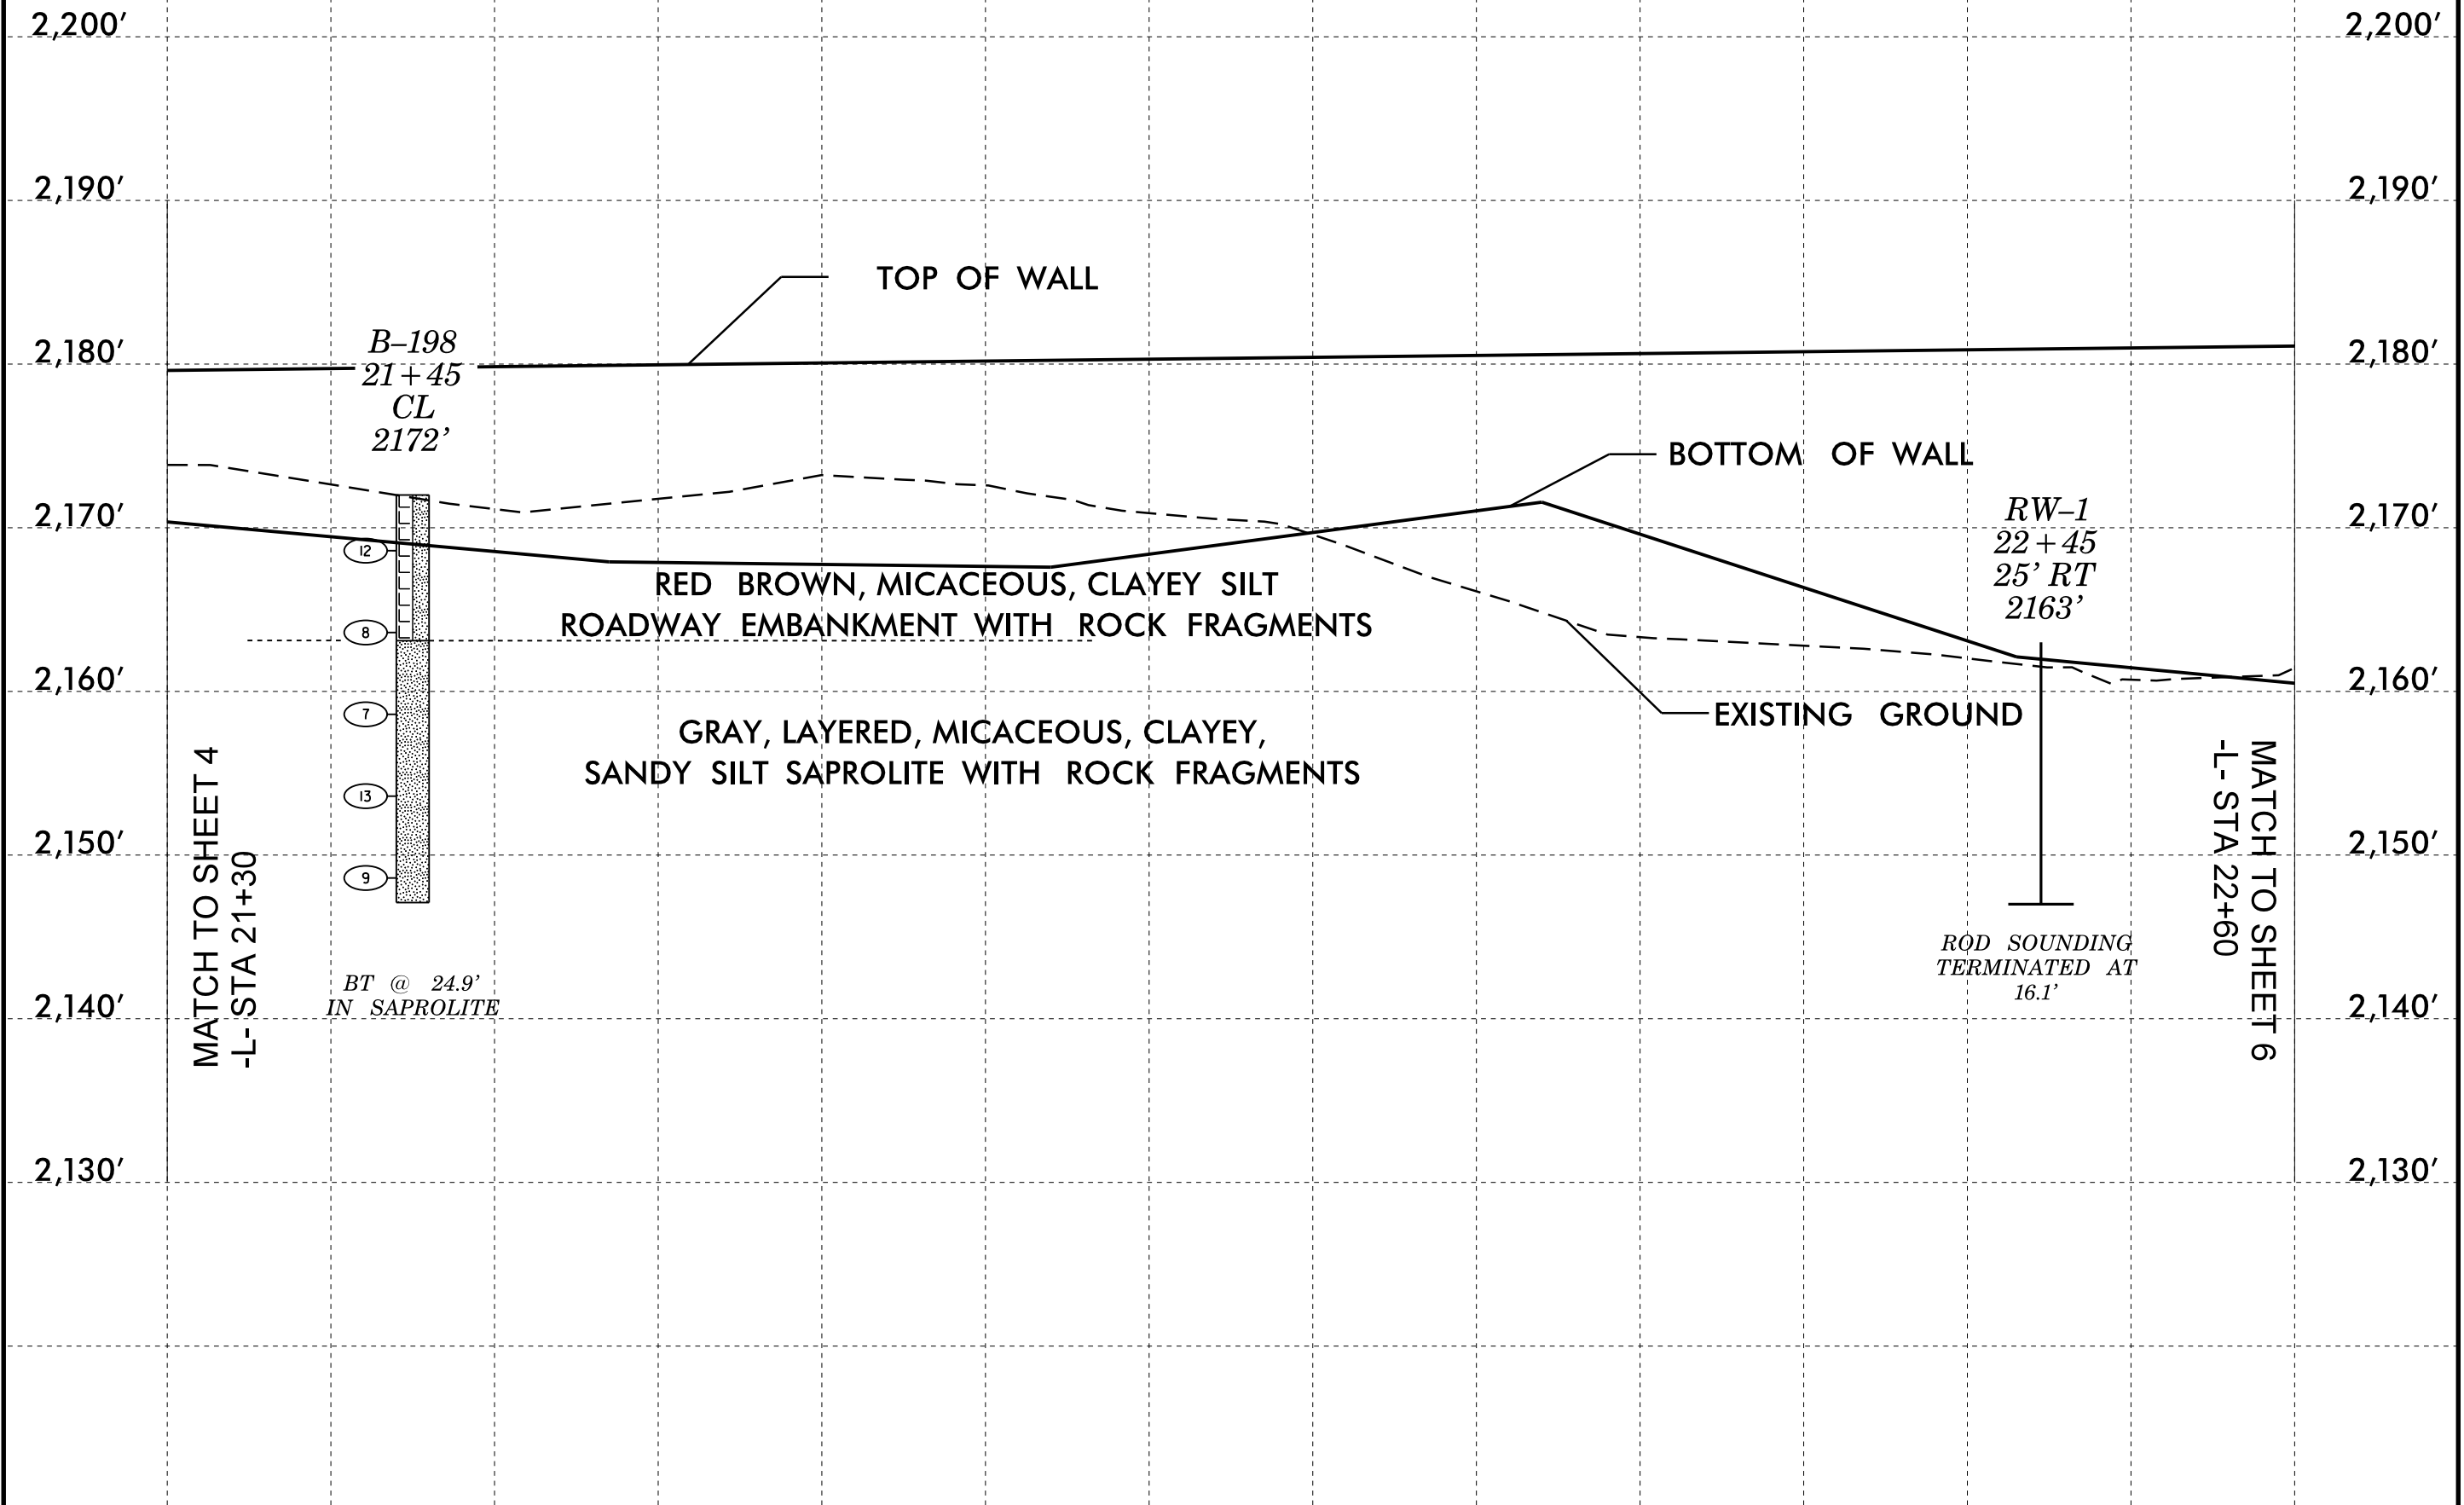 2,200' 2,200'
2,190' 2,190'
TOP OF WALL
B-198
21+45
CL
2172'
2,180' 2,180'
BOTTOM OF WALL
RW-1
22+45
25' RT
2163'
2,170' 2,170'
12
RED BROWN, MICACEOUS, CLAYEY SILT
ROADWAY EMBANKMENT WITH ROCK FRAGMENTS
8
2,160' 2,160'
7
EXISTING GROUND
GRAY, LAYERED, MICACEOUS, CLAYEY,
SANDY SILT SAPROLITE WITH ROCK FRAGMENTS
13
2,150' 2,150'
9
MATCH TO SHEET 4
-L- STA 21+30
MATCH TO SHEET 6
-L- STA 22+60
BT @ 24.9'
IN SAPROLITE
ROD SOUNDING
TERMINATED AT
16.1'
2,140' 2,140'
2,130' 2,130'